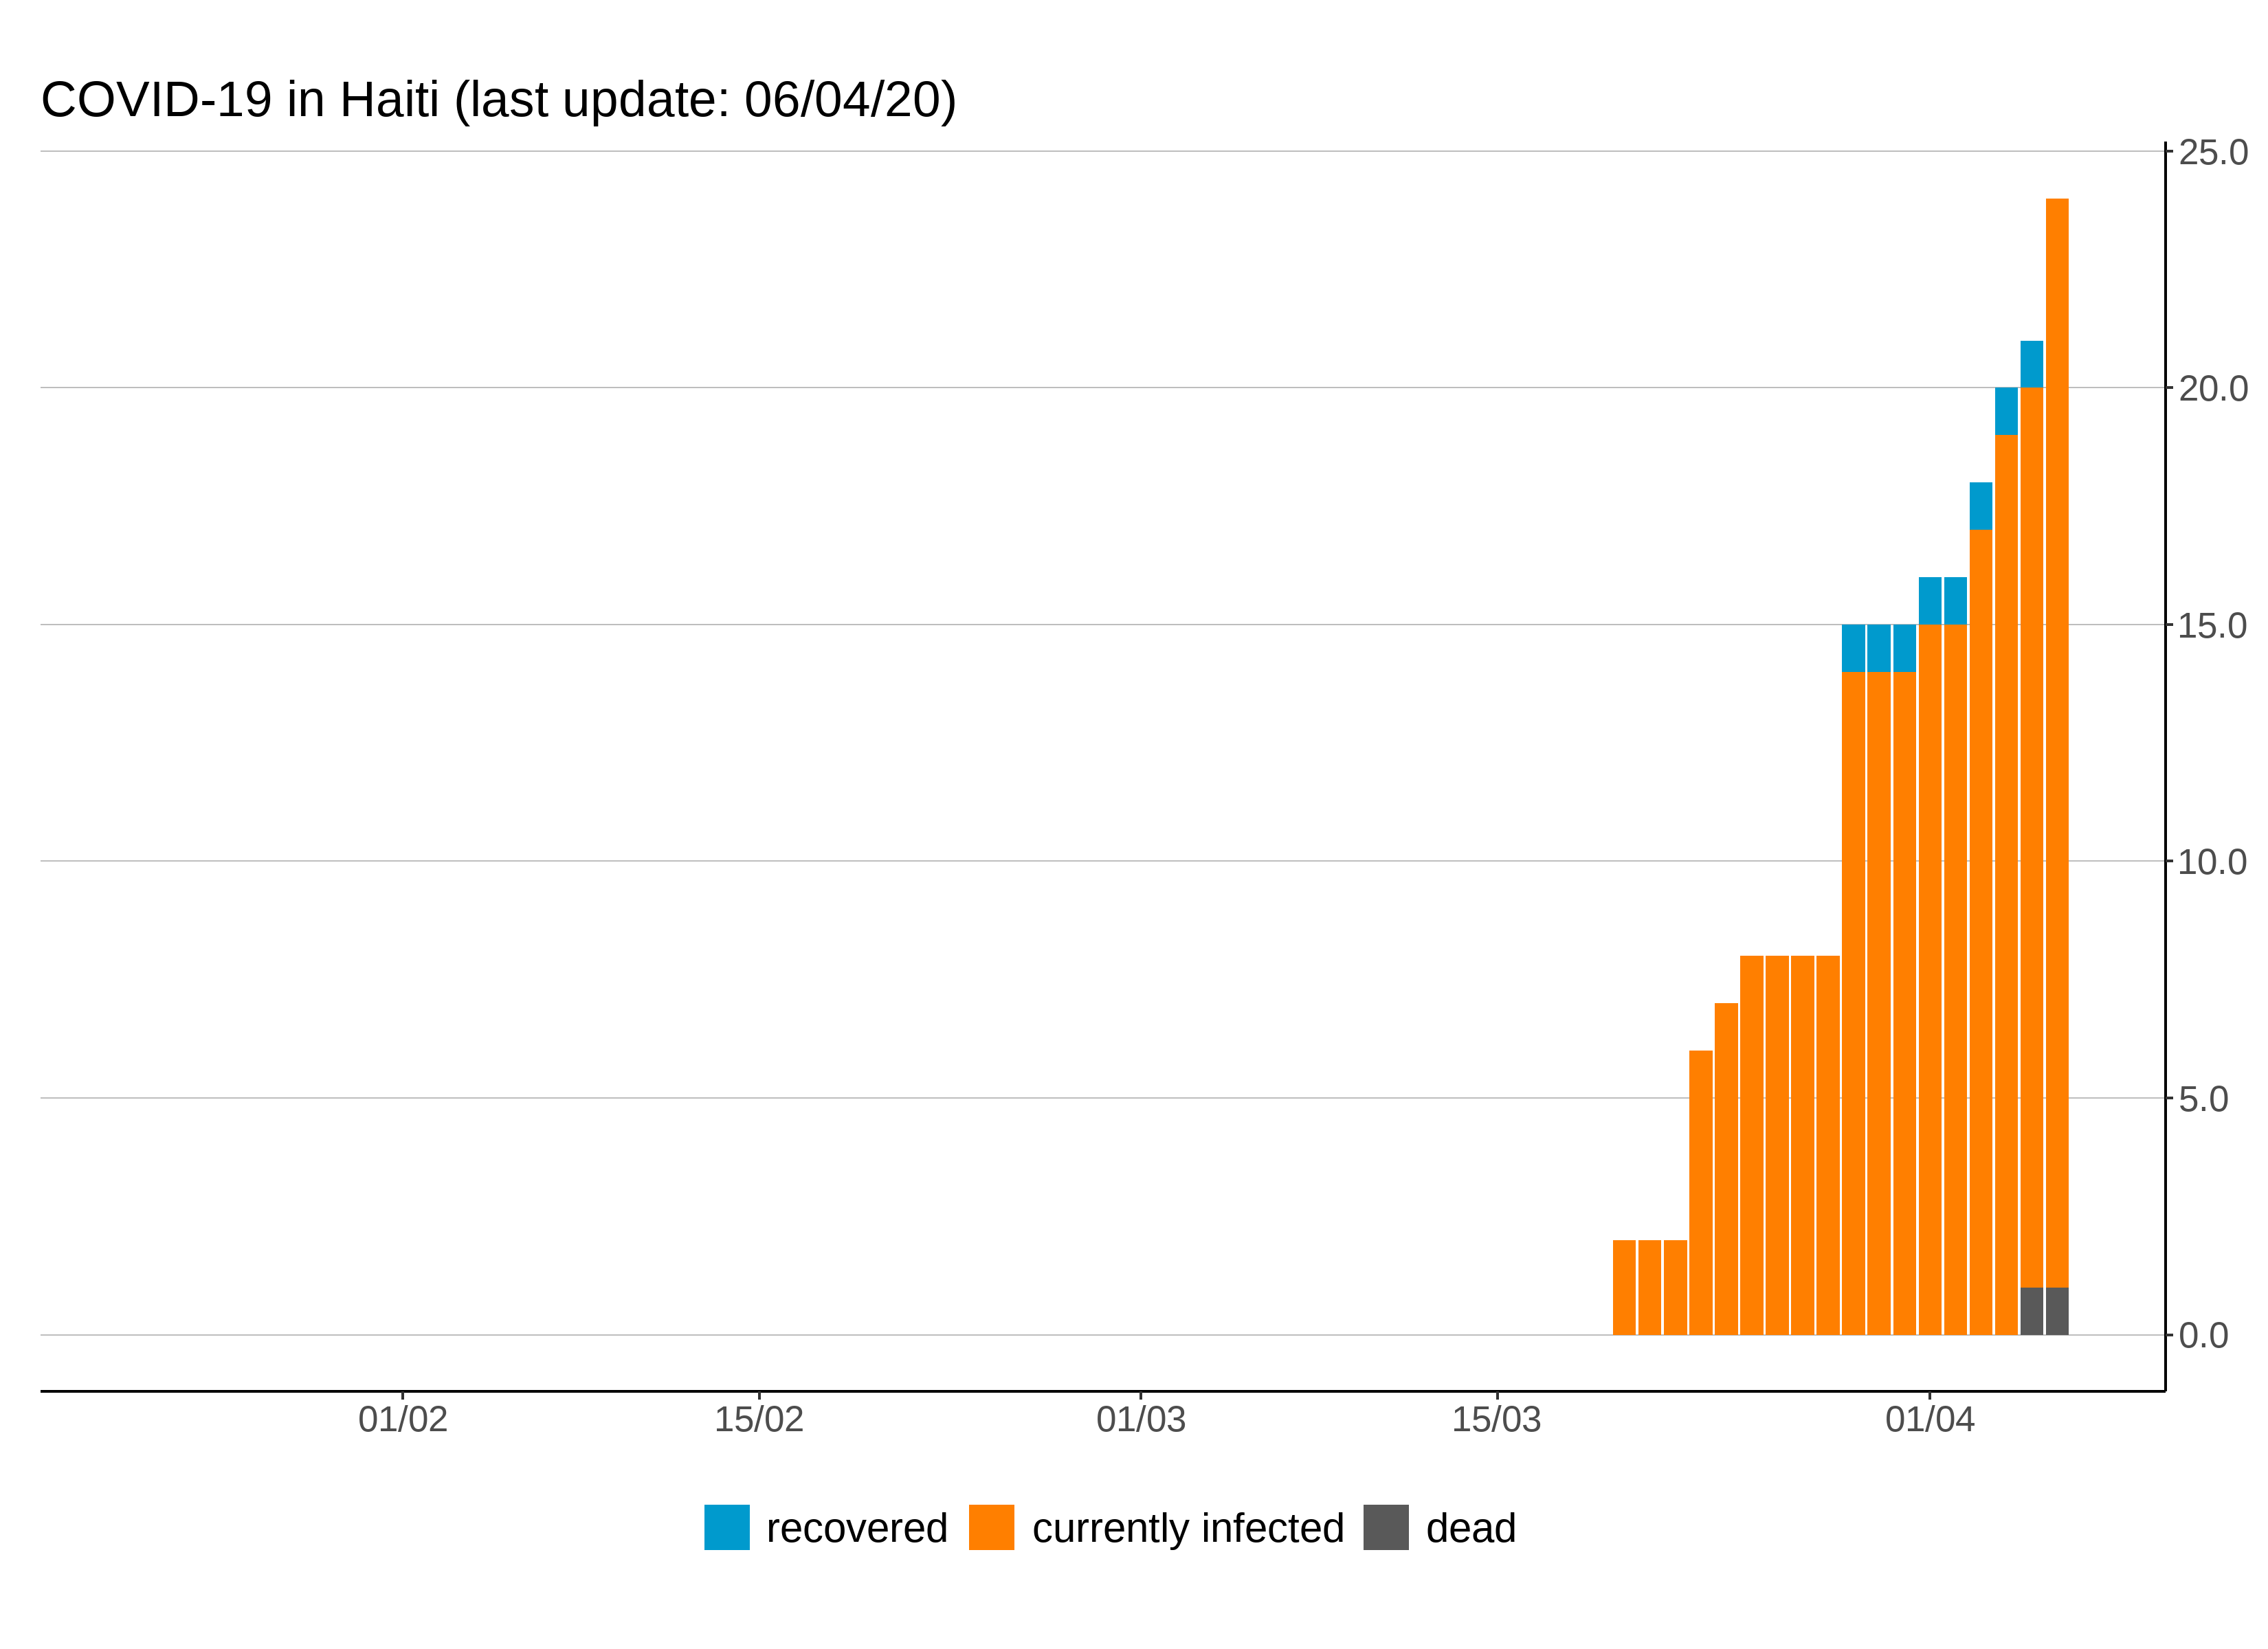 COVID-19 in Haiti (last update: 06/04/20)
25.0
20.0
15.0
10.0
5.0
0.0
01/02 15/02 01/03 15/03 01/04
recovered currently infected dead